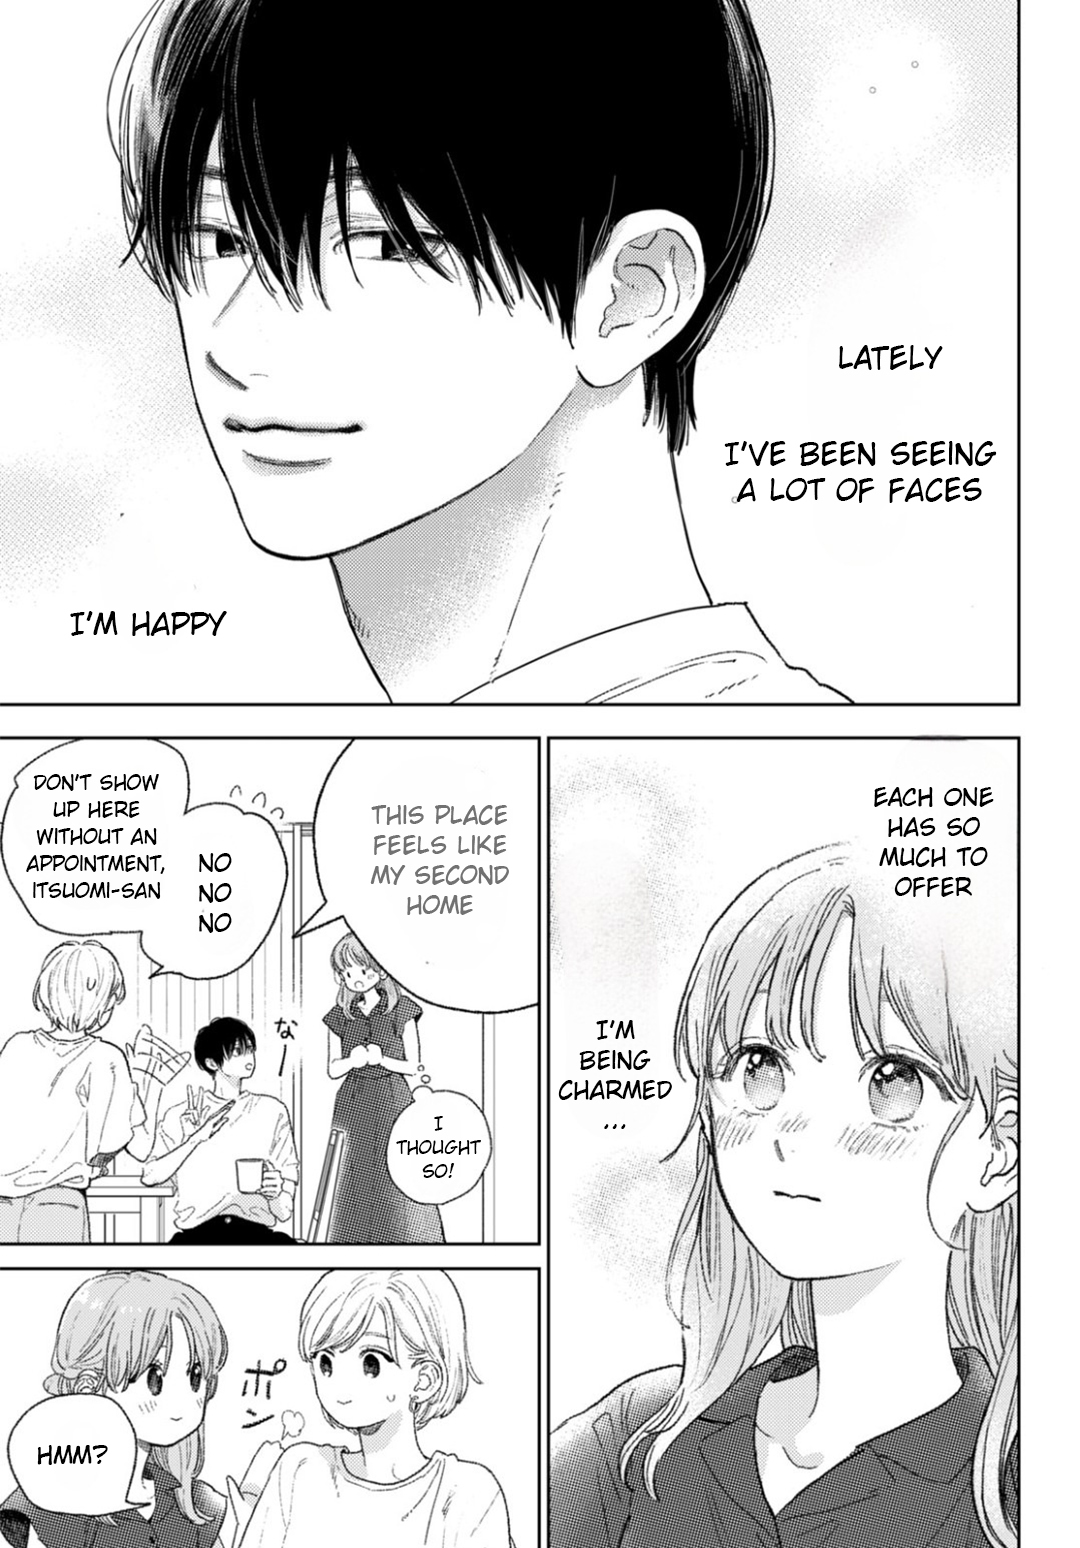 LATELY
I'VE BEEN SEEING
A LOT OF FACES
I'M HAPPY
EACH ONE
HAS SO
MUCH TO
OFFER
I'M
BEING
CHARMED
...
THIS PLACE
FEELS LIKE
MY SECOND
HOME
I
THOUGHT
SO!
なー
NO
NO
NO
DON'T SHOW
UP HERE
WITHOUT AN
APPOINTMENT,
ITSUOMI-SAN
ポン
HMM?